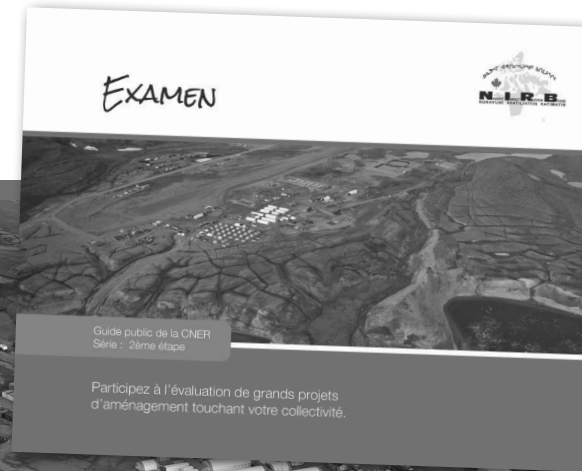 Examen
N.I.R.B.
Guide public de la CNER
Série : 2ème étape
Participez à l'évaluation de grands projets
d'aménagement touchant votre collectivité.